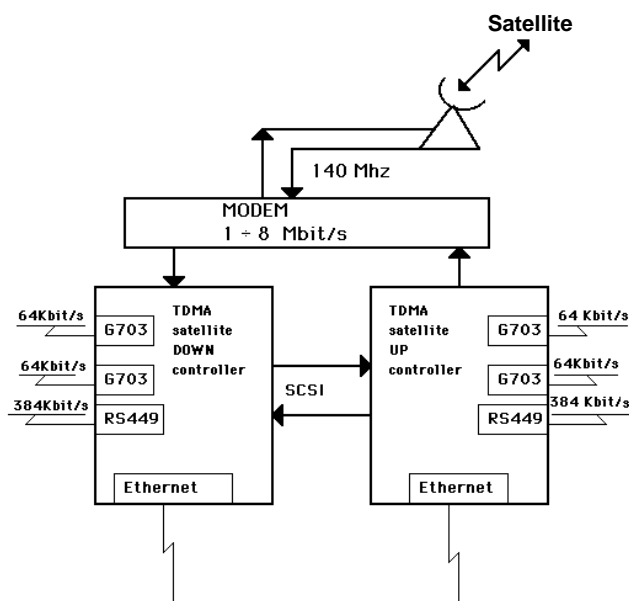 Satellite
140 Mhz
MODEM
1 ÷ 8 Mbit/s
64Kbit/s
G703
TDMA
satellite
DOWN
controller
64Kbit/s
G703
384Kbit/s
RS449
Ethernet
SCSI
TDMA
satellite
UP
controller
G703
64 Kbit/s
G703
64Kbit/s
RS449
384 Kbit/s
Ethernet